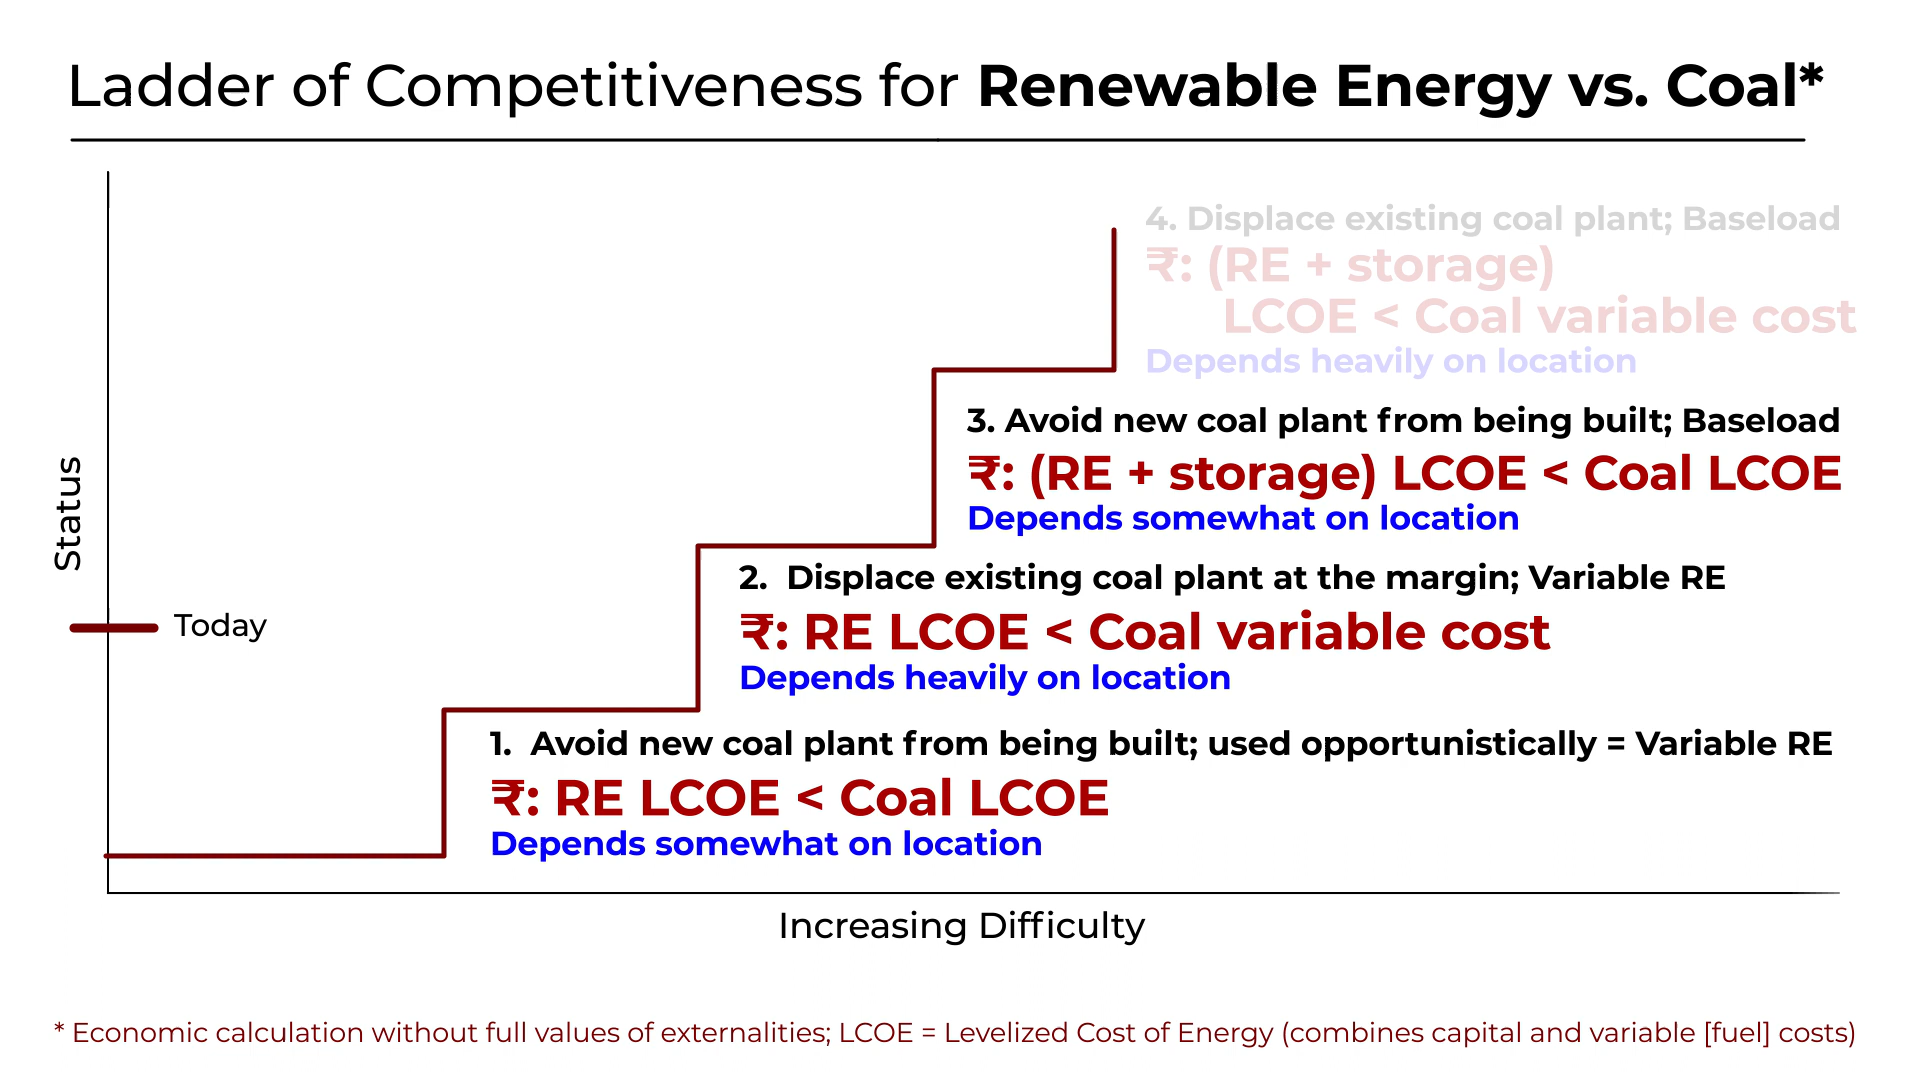 Ladder of Competitiveness for Renewable Energy vs. Coal*
4. Displace existing coal plant; Baseload
₹: (RE + storage)
LCOE < Coal variable cost
Depends heavily on location
3. Avoid new coal plant from being built; Baseload
₹: (RE + storage) LCOE < Coal LCOE
Depends somewhat on location
Status
2. Displace existing coal plant at the margin; Variable RE
₹: RE LCOE < Coal variable cost
Depends heavily on location
Today
1. Avoid new coal plant from being built; used opportunistically = Variable RE
₹: RE LCOE < Coal LCOE
Depends somewhat on location
Increasing Difficulty
* Economic calculation without full values of externalities; LCOE = Levelized Cost of Energy (combines capital and variable [fuel] costs)